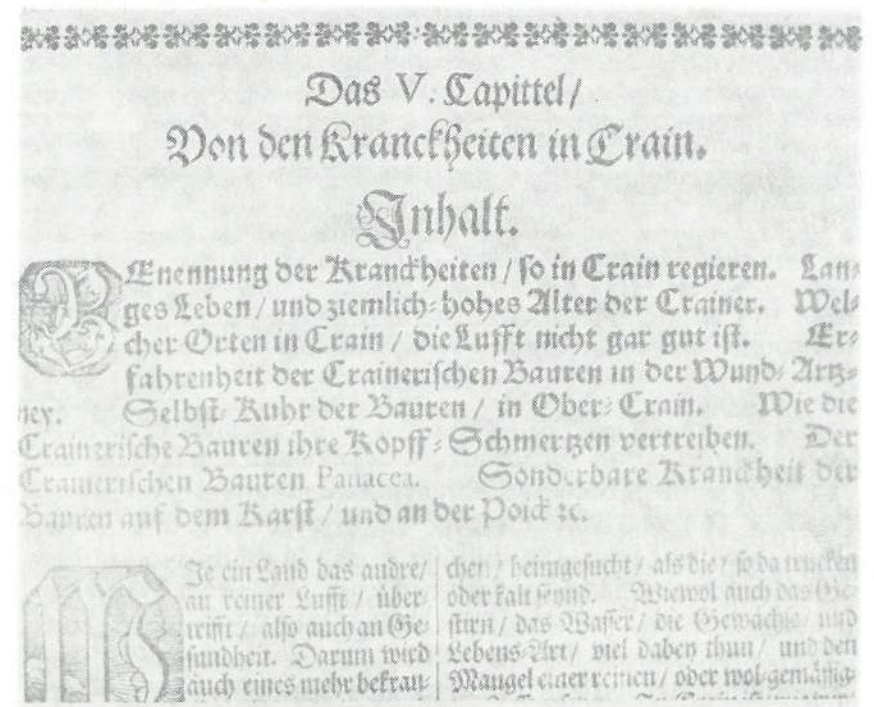 Das V. Capittel/
Von den Kranckheiten in Crain.
Inhalt.
BEnennung der Kranckheiten / so in Crain regieren. Lan-
ges Leben / und ziemlich-hohes Alter der Crainer. Wel-
cher Orten in Crain / die Lufft nicht gar gut ist. Er-
fahrenheit der Crainerischen Bauren in der Wund-Artz-
ney. Selbst-Kuhr der Bauren / in Ober-Crain. Wie die
Crainerische Bauren ihre Kopff-Schmertzen vertreiben. Der
Crainerischen Bauren Panacea. Sonderbare Kranckheit der
Bauren auf dem Karst / und an der Poick ꝛc.
WIe ein Land das andre/
an reiner Lufft / über-
trifft / also auch an Ge-
sundheit. Darum wird
auch eines mehr bekran-
cher / heimgesucht / als die / so da trucken
oder kalt seynd. Wiewol auch das Ge-
stirn / das Wasser / die Gewächse / und
Lebens-Art / viel dabey thun / und den
Mangel einer reinen / oder wol-gemässig-